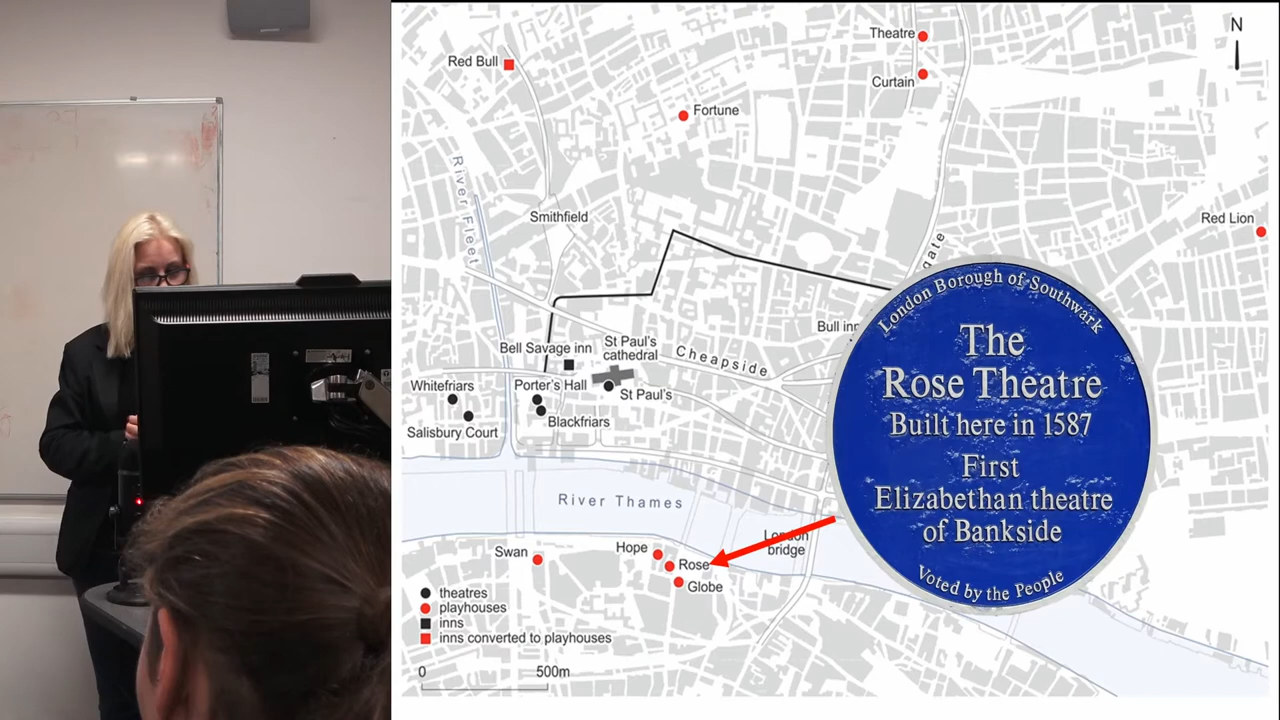 N
Theatre
Red Bull
Curtain
Fortune
River Fleet
Smithfield
Red Lion
gate
Bull inn
Bell Savage inn
St Paul's
cathedral
Cheapside
Whitefriars
Porter's Hall
St Paul's
Salisbury Court
Blackfriars
River Thames
London
bridge
Swan
Hope
Rose
Globe
theatres
playhouses
inns
inns converted to playhouses
0
500m
London Borough of Southwark
The
Rose Theatre
Built here in 1587
First
Elizabethan theatre
of Bankside
Voted by the People